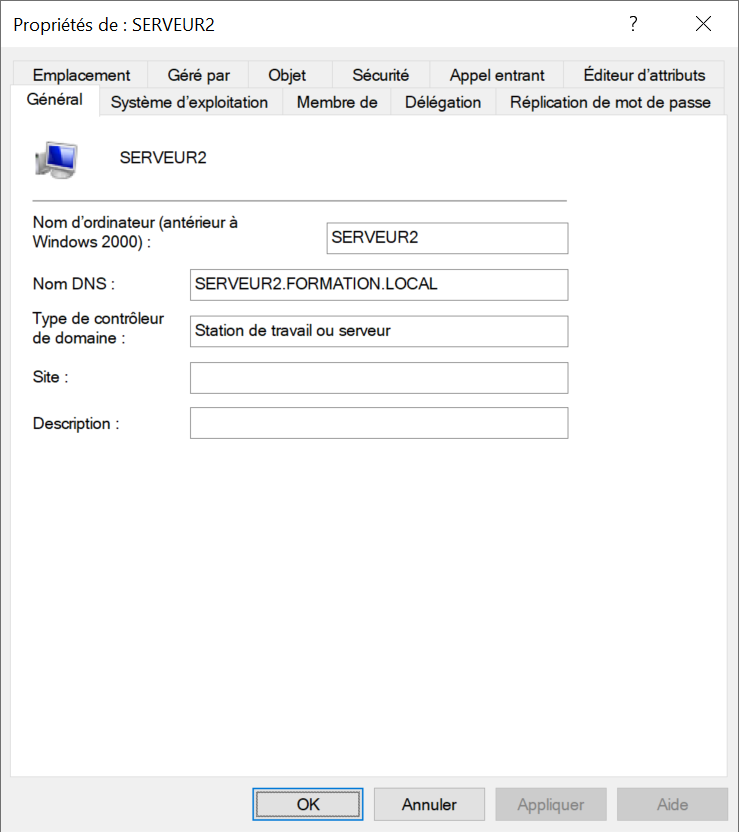 Propriétés de : SERVEUR2
?
Emplacement Géré par Objet Sécurité Appel entrant Éditeur d’attributs
Général Système d’exploitation Membre de Délégation Réplication de mot de passe
SERVEUR2
Nom d’ordinateur (antérieur à
Windows 2000) :
SERVEUR2
Nom DNS : SERVEUR2.FORMATION.LOCAL
Type de contrôleur
de domaine :
Station de travail ou serveur
Site :
Description :
OK Annuler Appliquer Aide